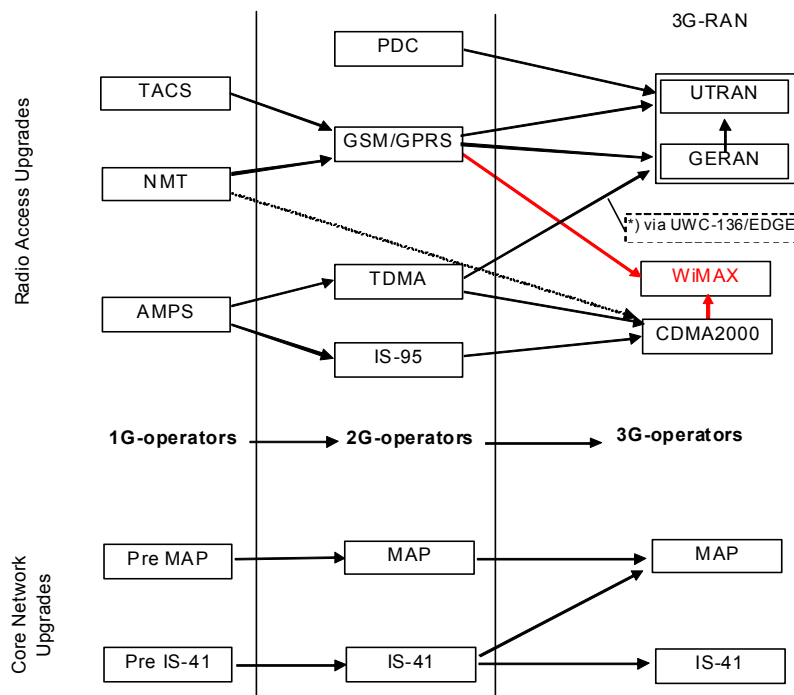 3G-RAN
PDC
TACS
UTRAN
GSM/GPRS
GERAN
NMT
*) via UWC-136/EDGE
TDMA
WiMAX
AMPS
CDMA2000
IS-95
Radio Access Upgrades
1G-operators
2G-operators
3G-operators
Pre MAP
MAP
MAP
Core Network
Upgrades
Pre IS-41
IS-41
IS-41